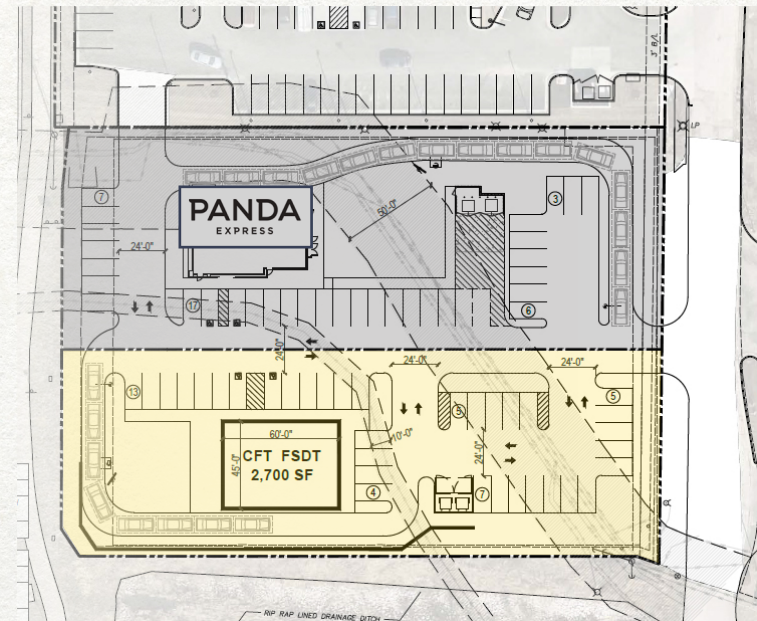 3' B/L
LP
7
PANDA
EXPRESS
3
50'-0"
24'-0"
17
6
24'-0"
24'-0"
24'-0"
13
5
5
60'-0"
45'-0"
CFT FSDT
2,700 SF
10'-0"
24'-0"
4
7
RIP RAP LINED DRAINAGE DITCH